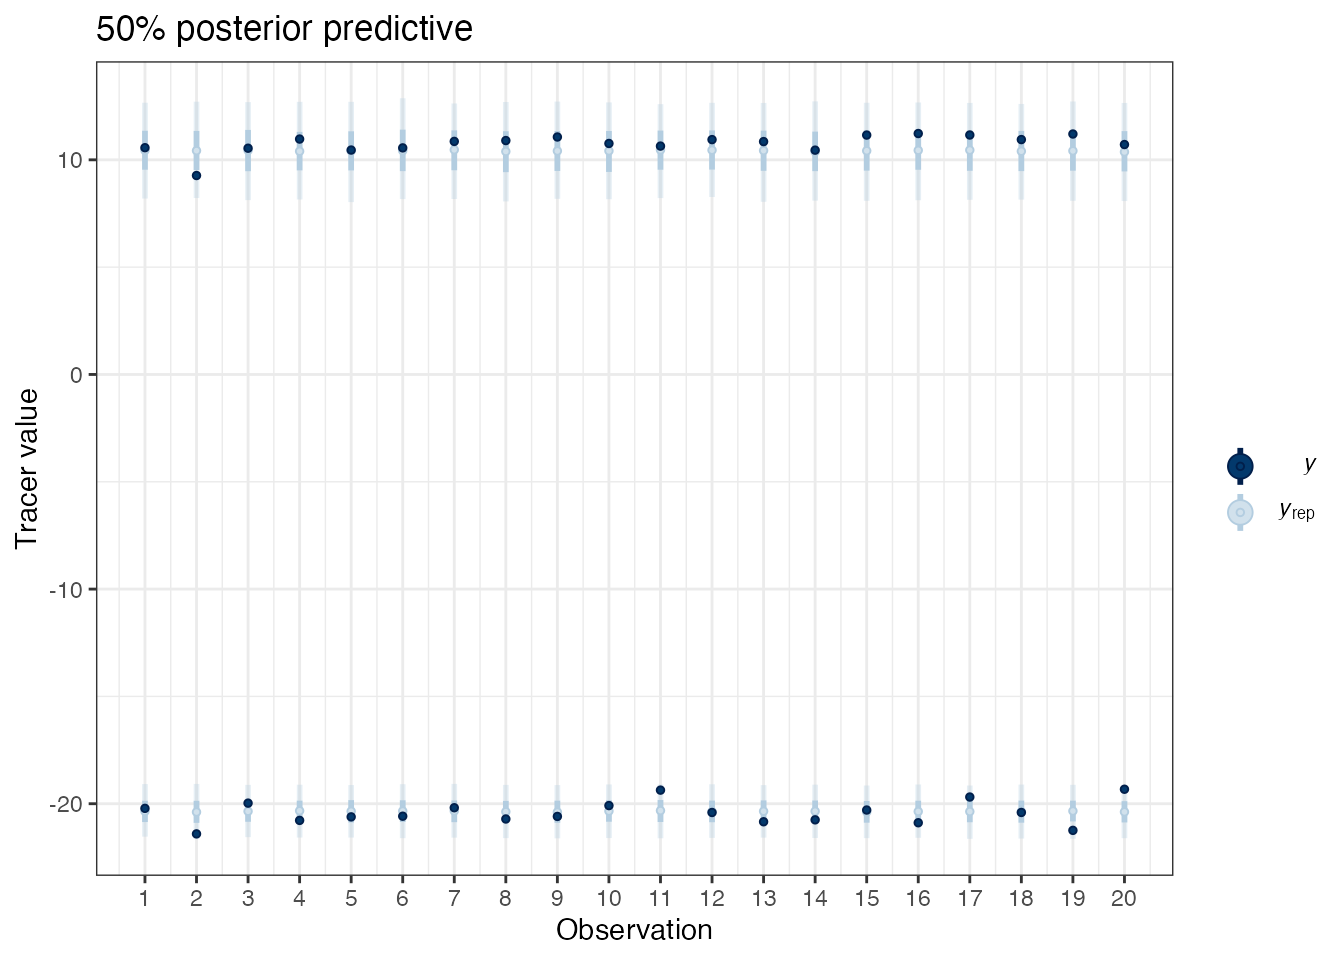 50% posterior predictive
Tracer value
10
0
-10
-20
1 2 3 4 5 6 7 8 9 10 11 12 13 14 15 16 17 18 19 20
Observation
y
yrep